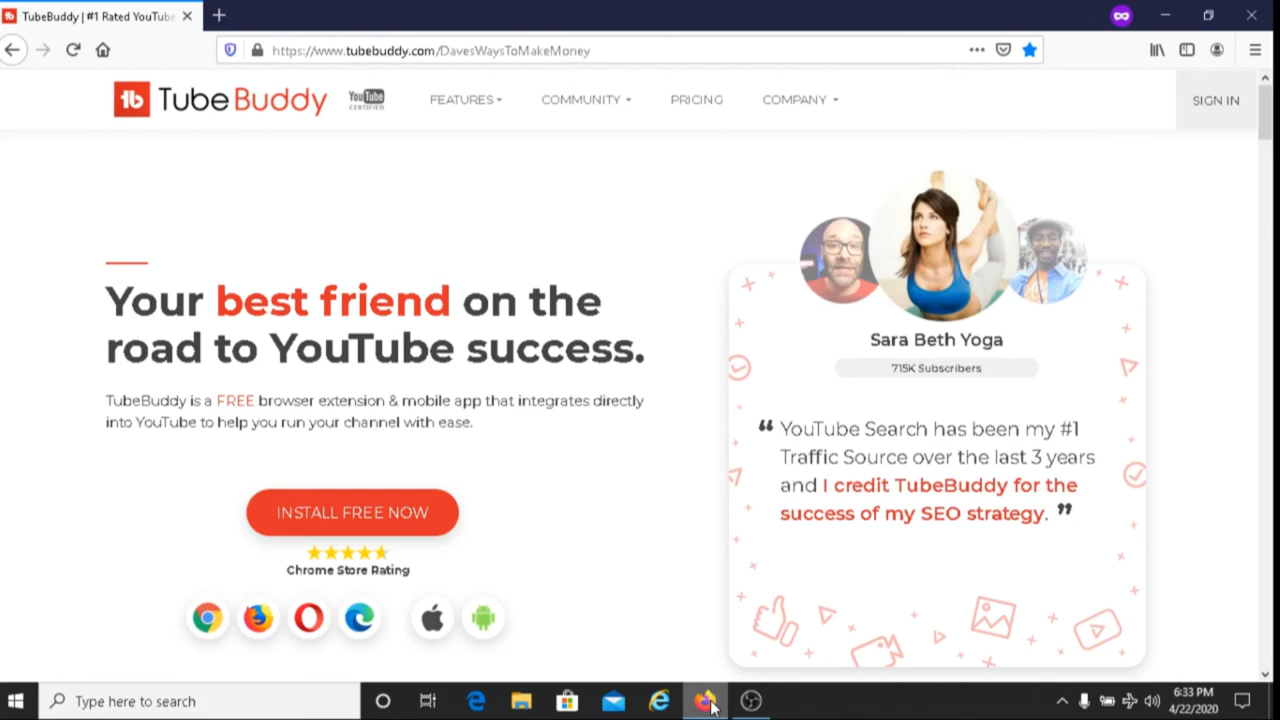 TubeBuddy | #1 Rated YouTube
https://www.tubebuddy.com/DavesWaysToMakeMoney
TubeBuddy
YouTube
CERTIFIED
FEATURES
COMMUNITY
PRICING
COMPANY
SIGN IN
Your best friend on the
road to YouTube success.
TubeBuddy is a FREE browser extension & mobile app that integrates directly
into YouTube to help you run your channel with ease.
INSTALL FREE NOW
Chrome Store Rating
Sara Beth Yoga
715K Subscribers
“ YouTube Search has been my #1
Traffic Source over the last 3 years
and I credit TubeBuddy for the
success of my SEO strategy. ”
Type here to search
6:33 PM
4/22/2020